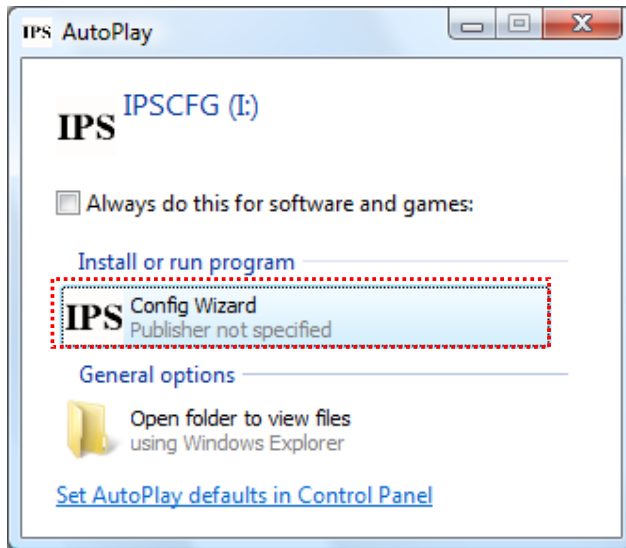 IPS AutoPlay
IPS IPSCFG (I:)
Always do this for software and games:
Install or run program
IPS Config Wizard
Publisher not specified
General options
Open folder to view files
using Windows Explorer
Set AutoPlay defaults in Control Panel